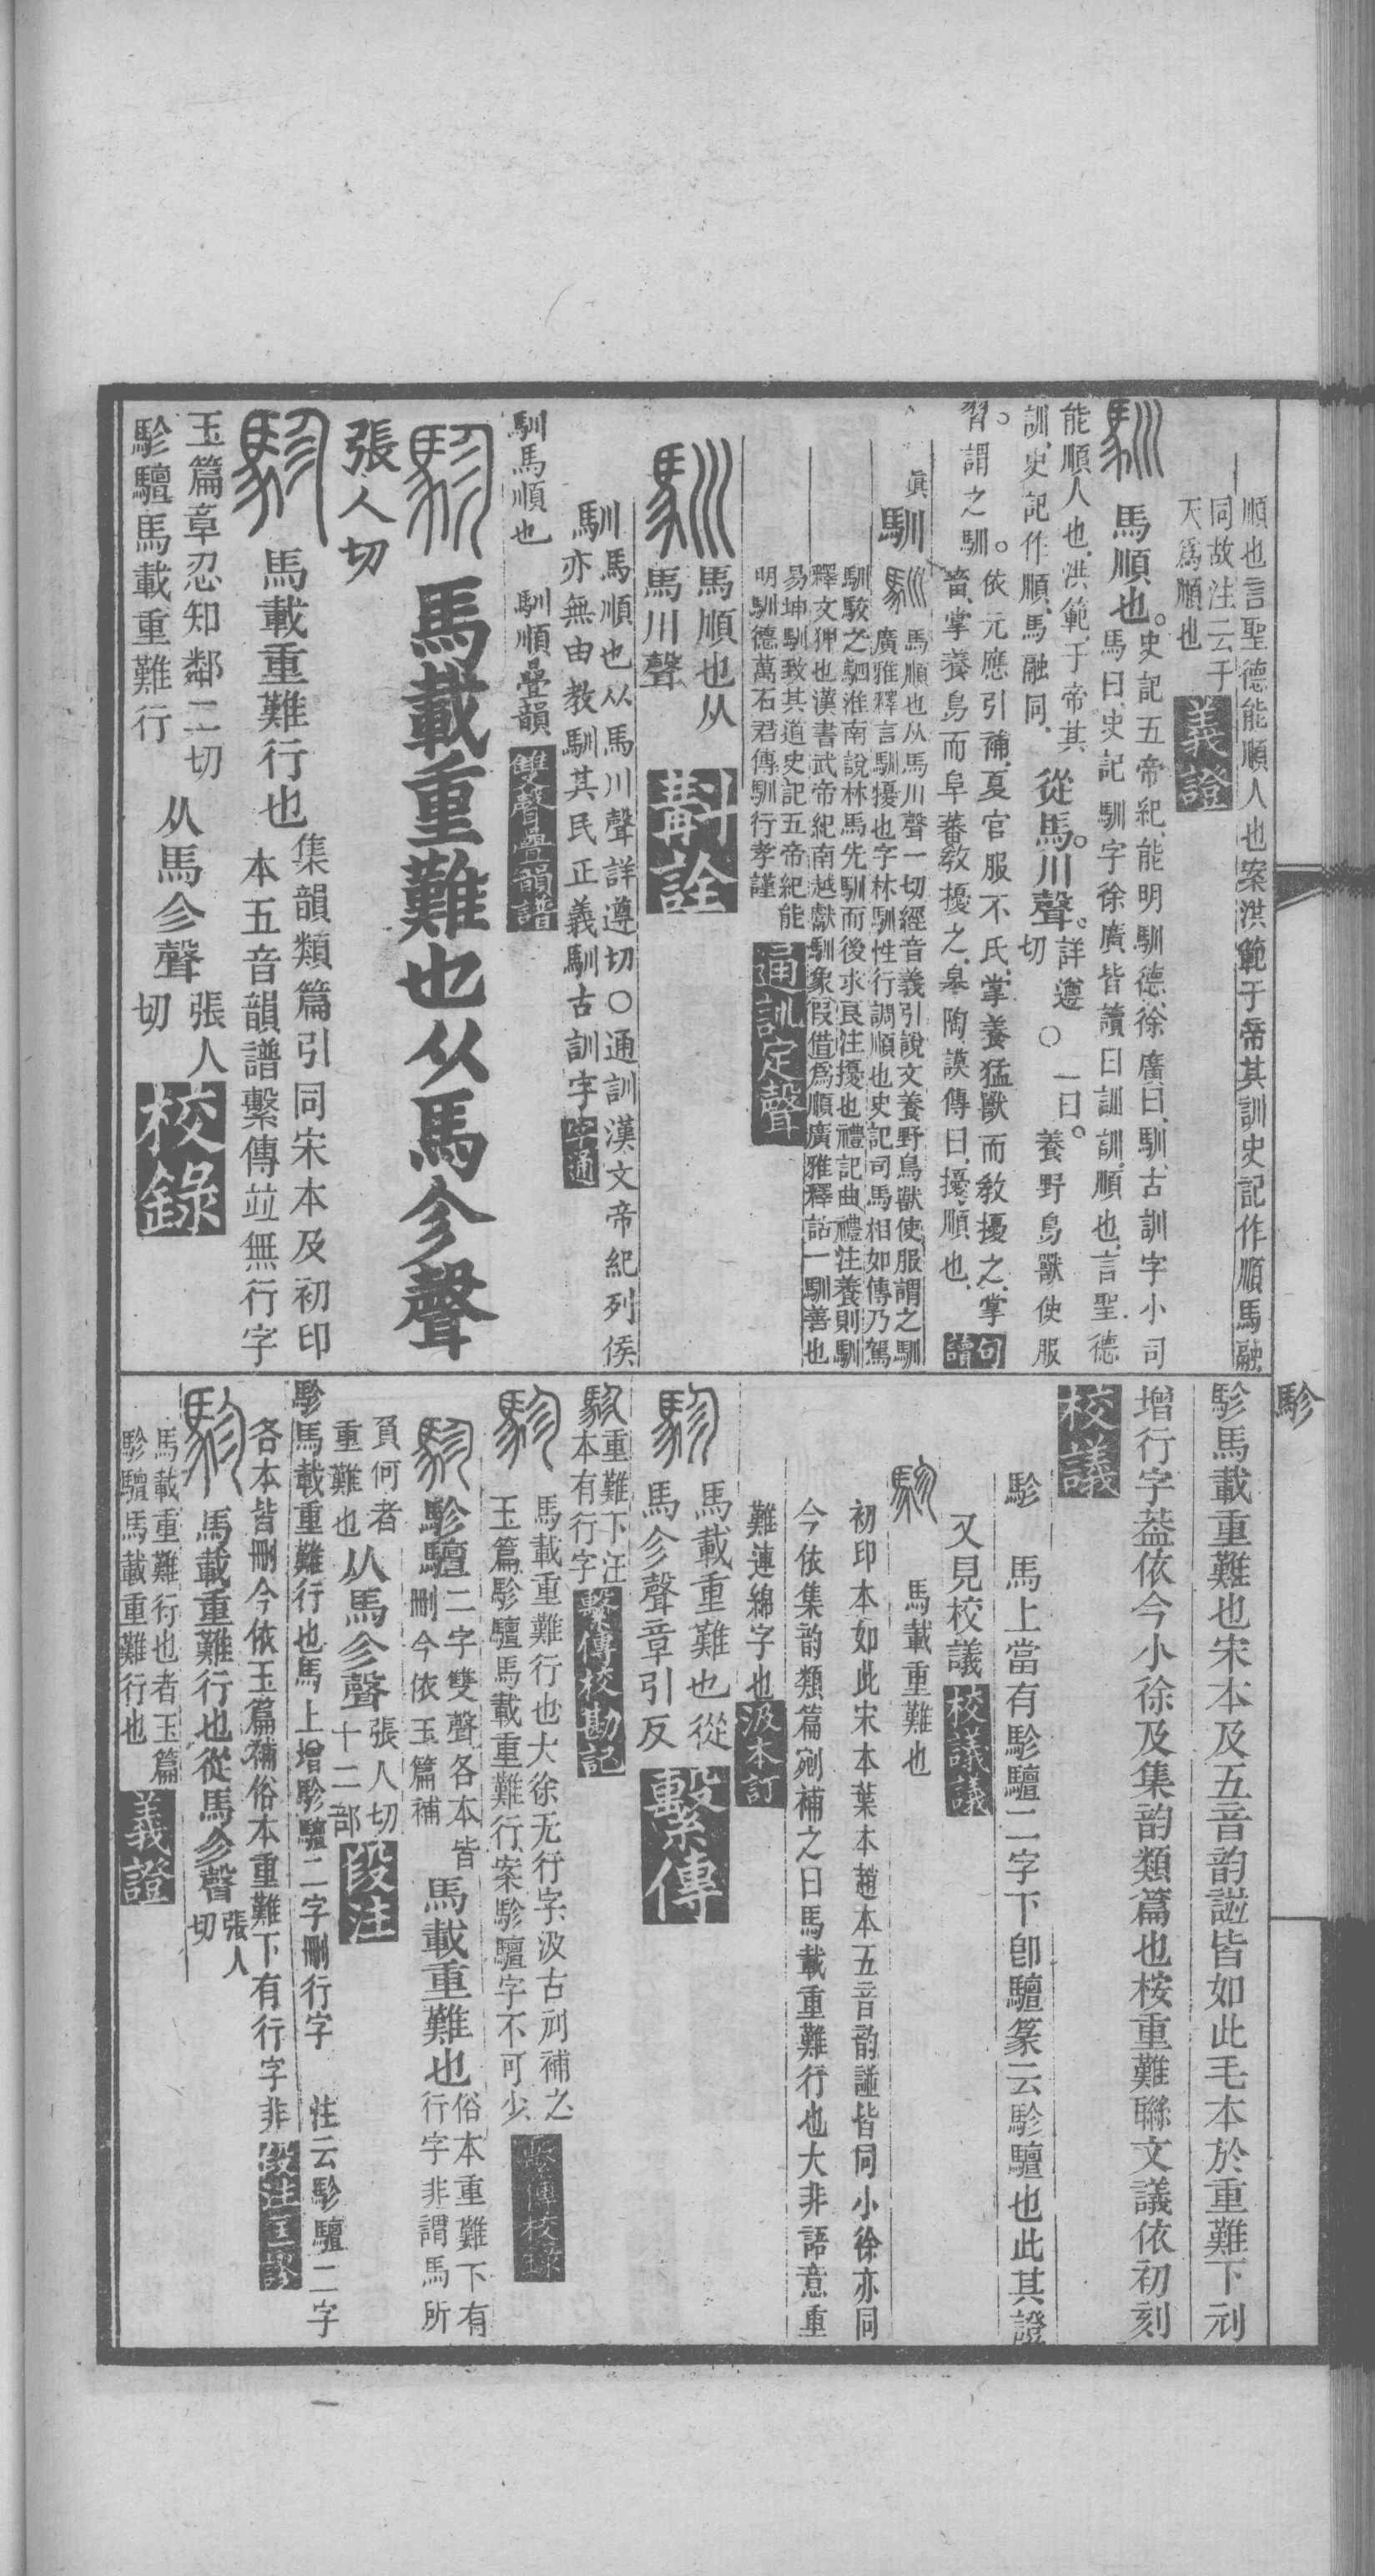 順也言聖德能順人也案洪範于帝其訓史記作順馬融
同故注云于
天爲順也
義證
馴
馬順也。
史記五帝紀、能明馴德、徐廣曰、馴、古訓字、小司
馬曰、史記馴字徐廣皆讀曰訓、訓、順也、言聖德
能順人也、洪範、于帝其
訓、史記作順、馬融同、
從馬。川聲。
詳遵
切
○一曰。養野鳥獸使服
習謂之馴。
依元應引補、夏官服不氏、掌養猛獸而敎擾之、掌
畜、掌養鳥而阜蕃敎擾之、皋陶謨傳曰、擾、順也、
句讀
眞
馴
馬順也从馬川聲一切經音義引說文養野鳥獸使服謂之馴
廣雅釋言馴擾也字林馴性行調順也史記司馬相如傳乃駕
馴駮之駟淮南說林馬先馴而後求良注擾也禮記曲禮注養則馴
釋文狎也漢書武帝紀南越獻馴象假借爲順廣雅釋詁一馴善也
易坤馴致其道史記五帝紀能
明馴德萬石君傳馴行孝謹
通訓定聲
馴
馬順也从
馬川聲
斠詮
馴馬順也从馬川聲詳遵切○通訓漢文帝紀列侯
馴亦無由教馴其民正義馴古訓字
字通
馴馬順也 馴順疊韻
雙聲疊韻譜
駗
馬載重難也从馬㐱聲
張人切
駗
馬載重難行也
集韻類篇引同宋本及初印
本五音韻譜繫傳竝無行字
玉篇章忍知鄰二切
駗驙馬載重難行
从馬㐱聲
張人
切
校錄
駗
駗馬載重難也宋本及五音韵譜皆如此毛本於重難下剜
增行字葢依今小徐及集韵類篇也桉重難聯文議依初刻
校議
駗 馬上當有駗驙二字下卽驙篆云駗驙也此其證
又見校議
校議議
駗
馬載重難也
初印本如此宋本葉本趙本五音韵譜皆同小徐亦同
今依集韵類篇剜補之曰馬載重難行也大非語意重
難連綿字也
汲本訂
駗
馬載重難也從
馬㐱聲章引反
繫傳
駗
重難下汪
本有行字
繫傳校勘記
駗
馬載重難行也大徐无行字汲古刓補之
玉篇駗驙馬載重難行案駗驙字不可少
繫傳校錄
駗
駗驙
二字雙聲各本皆
刪今依玉篇補
馬載重難也
俗本重難下有
行字非謂馬所
負何者
重難也
从馬㐱聲
張人切
十二部
段注
駗馬載重難行也馬上增駗驙二字刪行字 注云駗驙二字
各本皆刪今依玉篇補俗本重難下有行字非
段注匡謬
駗
馬載重難行也從馬㐱聲
張人
切
馬載重難行也者玉篇
駗驙馬載重難行也
義證